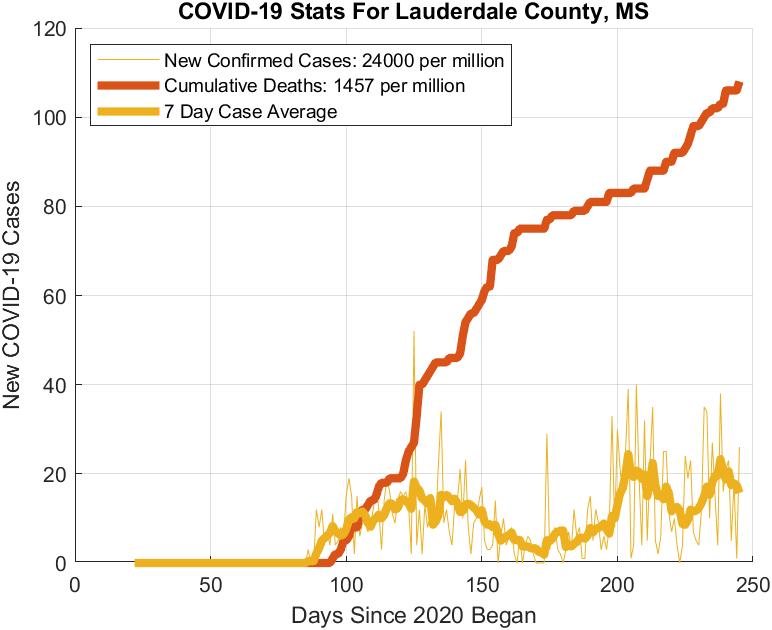 COVID-19 Stats For Lauderdale County, MS
New Confirmed Cases: 24000 per million
Cumulative Deaths: 1457 per million
7 Day Case Average
New COVID-19 Cases
120
100
80
60
40
20
0
0 50 100 150 200 250
Days Since 2020 Began